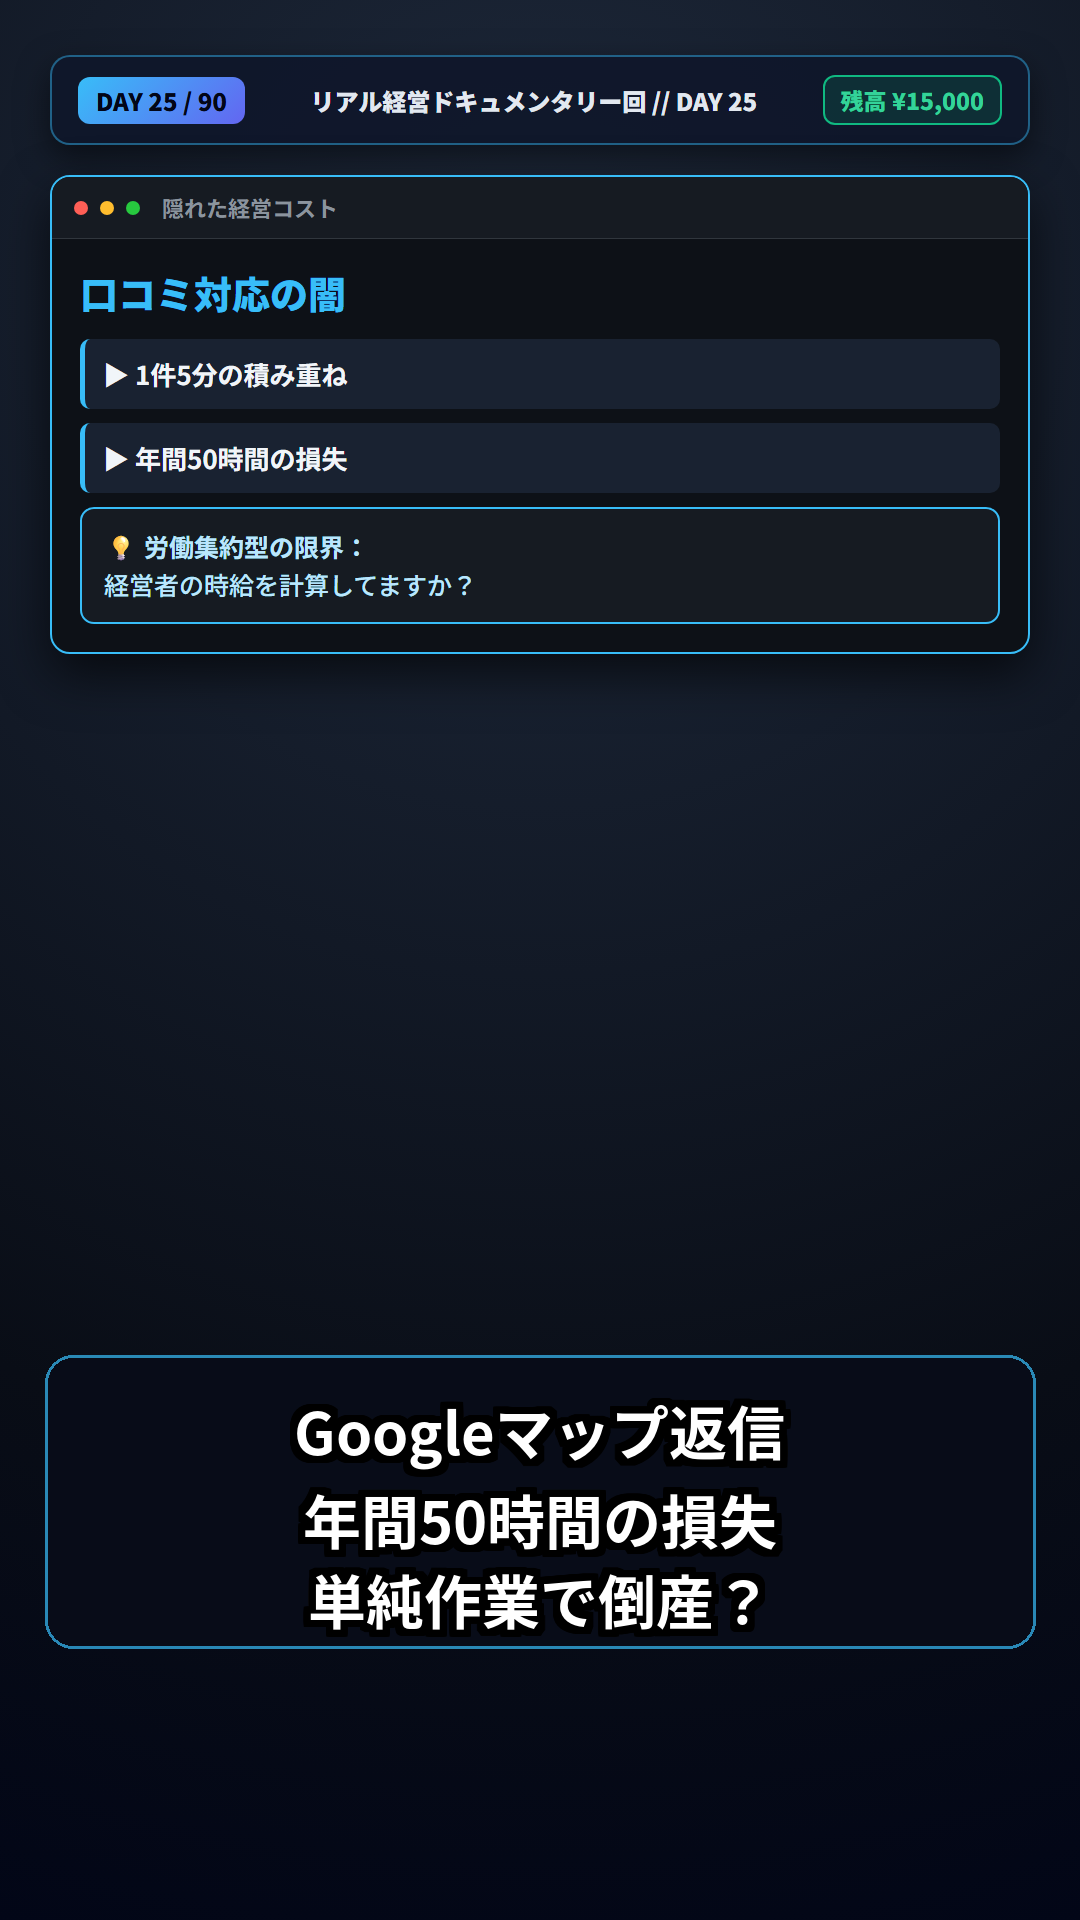 DAY 25 / 90
リアル経営ドキュメンタリー回 // DAY 25
残高 ¥15,000
隠れた経営コスト
口コミ対応の闇
▶ 1件5分の積み重ね
▶ 年間50時間の損失
💡 労働集約型の限界：
経営者の時給を計算してますか？
Googleマップ返信
年間50時間の損失
単純作業で倒産？